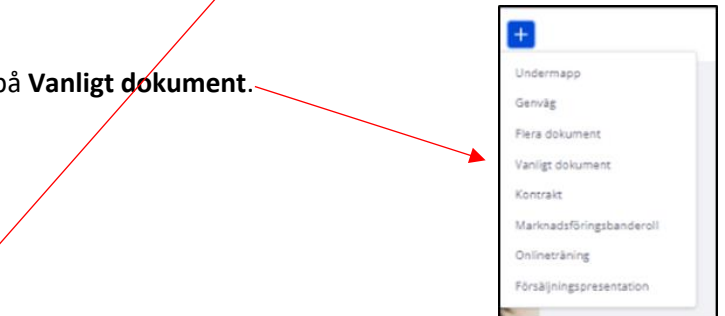 på Vanligt dokument.
+
Undermapp
Genväg
Flera dokument
Vanligt dokument
Kontrakt
Marknadsföringsbanderoll
Onlineträning
Försäljningspresentation